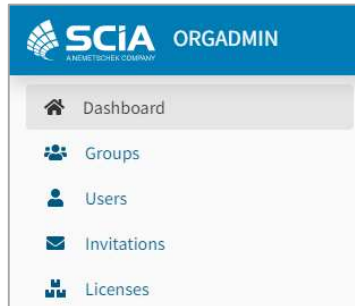 SCiA ORGADMIN
A NEMETSCHEK COMPANY
Dashboard
Groups
Users
Invitations
Licenses